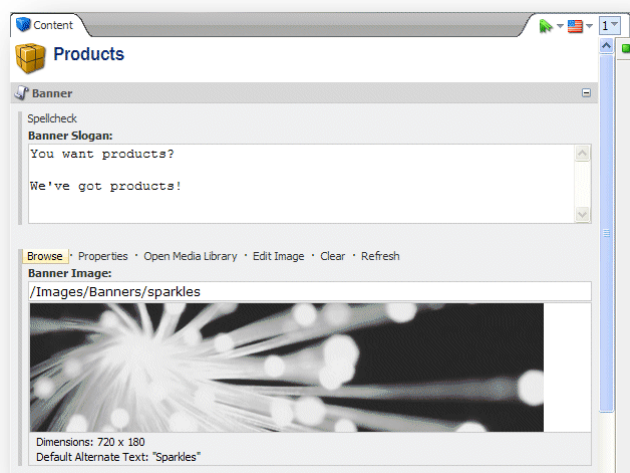 Content
1
Products
Banner
Spellcheck
Banner Slogan:
You want products?
We've got products!
Browse · Properties · Open Media Library · Edit Image · Clear · Refresh
Banner Image:
/Images/Banners/sparkles
Dimensions: 720 x 180
Default Alternate Text: "Sparkles"